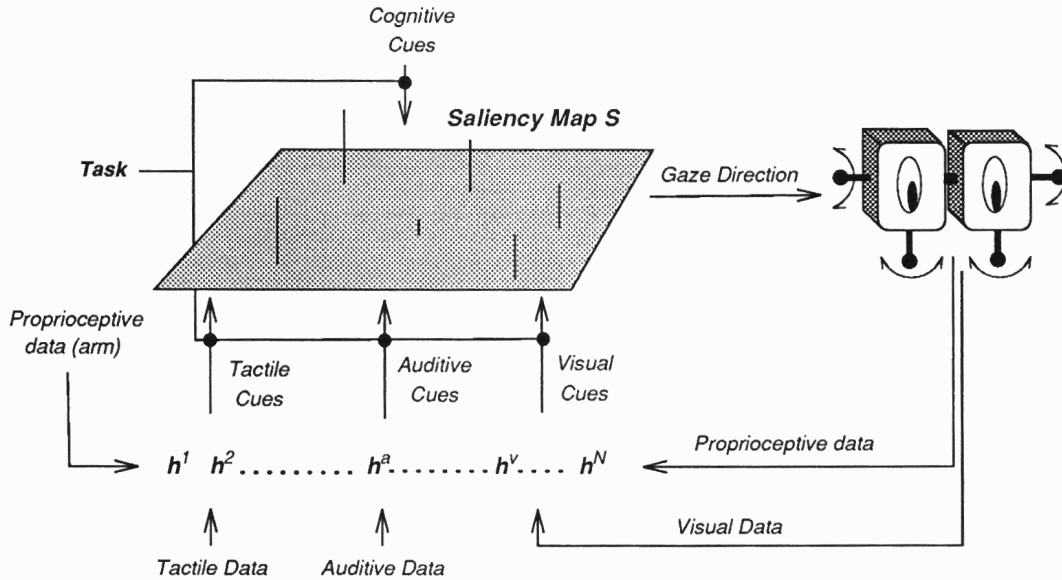 Cognitive
Cues
Saliency Map S
Task
Gaze Direction
Proprioceptive
data (arm)
Tactile
Cues
Auditive
Cues
Visual
Cues
Proprioceptive data
h¹ h² .......... hᵃ ......... hᵛ ..... hᴺ
Visual Data
Tactile Data
Auditive Data